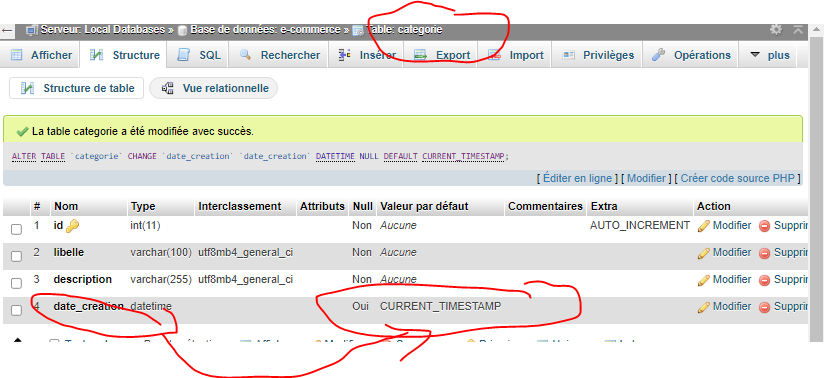 Serveur: Local Databases » Base de données: e-commerce » Table: categorie
Afficher Structure SQL Rechercher Insérer Export Import Privilèges Opérations plus
Structure de table Vue relationnelle
La table categorie a été modifiée avec succès.
ALTER TABLE `categorie` CHANGE `date_creation` `date_creation` DATETIME NULL DEFAULT CURRENT_TIMESTAMP;
[ Éditer en ligne ] [ Modifier ] [ Créer code source PHP ]
# Nom Type Interclassement Attributs Null Valeur par défaut Commentaires Extra Action
1 id int(11) Non Aucune AUTO_INCREMENT Modifier Supprir
2 libelle varchar(100) utf8mb4_general_ci Non Aucune Modifier Supprir
3 description varchar(255) utf8mb4_general_ci Non Aucune Modifier Supprir
4 date_creation datetime Oui CURRENT_TIMESTAMP Modifier Supprir